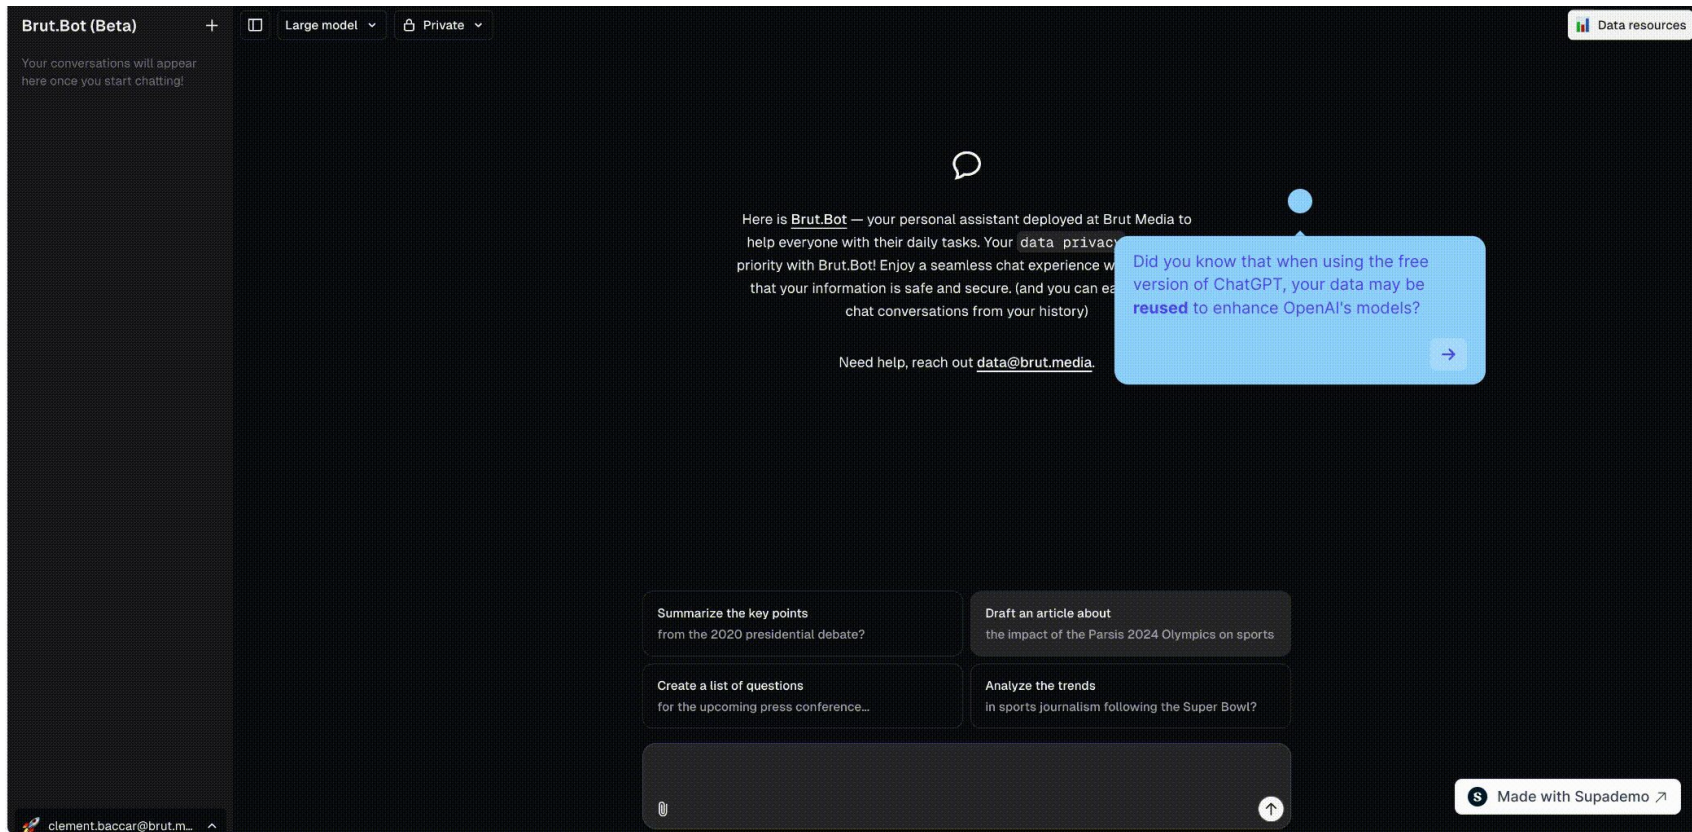 Brut.Bot (Beta)
Large model
Private
Data resources
Your conversations will appear
here once you start chatting!
Here is Brut.Bot — your personal assistant deployed at Brut Media to
help everyone with their daily tasks. Your data privacy
priority with Brut.Bot! Enjoy a seamless chat experience
that your information is safe and secure. (and you can
chat conversations from your history)
Need help, reach out data@brut.media.
Did you know that when using the free
version of ChatGPT, your data may be
reused to enhance OpenAI's models?
Summarize the key points
from the 2020 presidential debate?
Draft an article about
the impact of the Parsis 2024 Olympics on sports
Create a list of questions
for the upcoming press conference...
Analyze the trends
in sports journalism following the Super Bowl?
Made with Supademo
clement.baccar@brut.m...